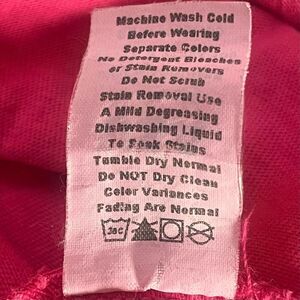 Machine Wash Cold
Before Wearing
Separate Colors
No Detergent Bleaches
or Stain Removers
Do Not Scrub
Stain Removal Use
A Mild Degreasing
Dishwashing Liquid
To Soak Stains
Tumble Dry Normal
Do NOT Dry Clean
Color Variances
Fading Are Normal
30C